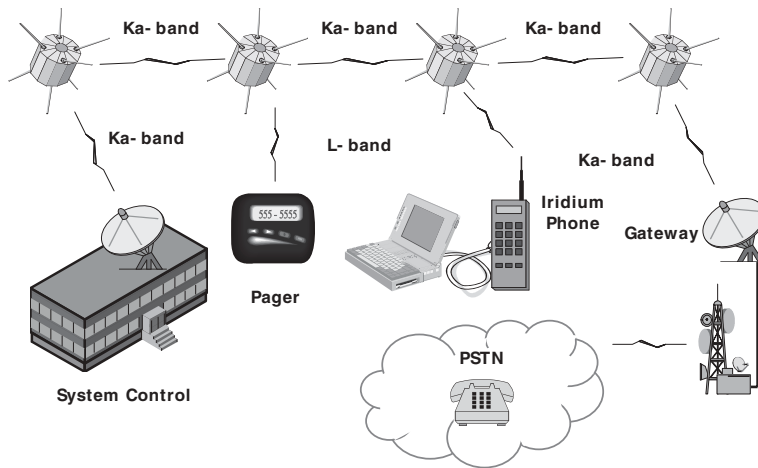 Ka- band
Ka- band
Ka- band
Ka- band
L- band
Ka- band
555 - 5555
Iridium
Phone
Gateway
Pager
PSTN
System Control